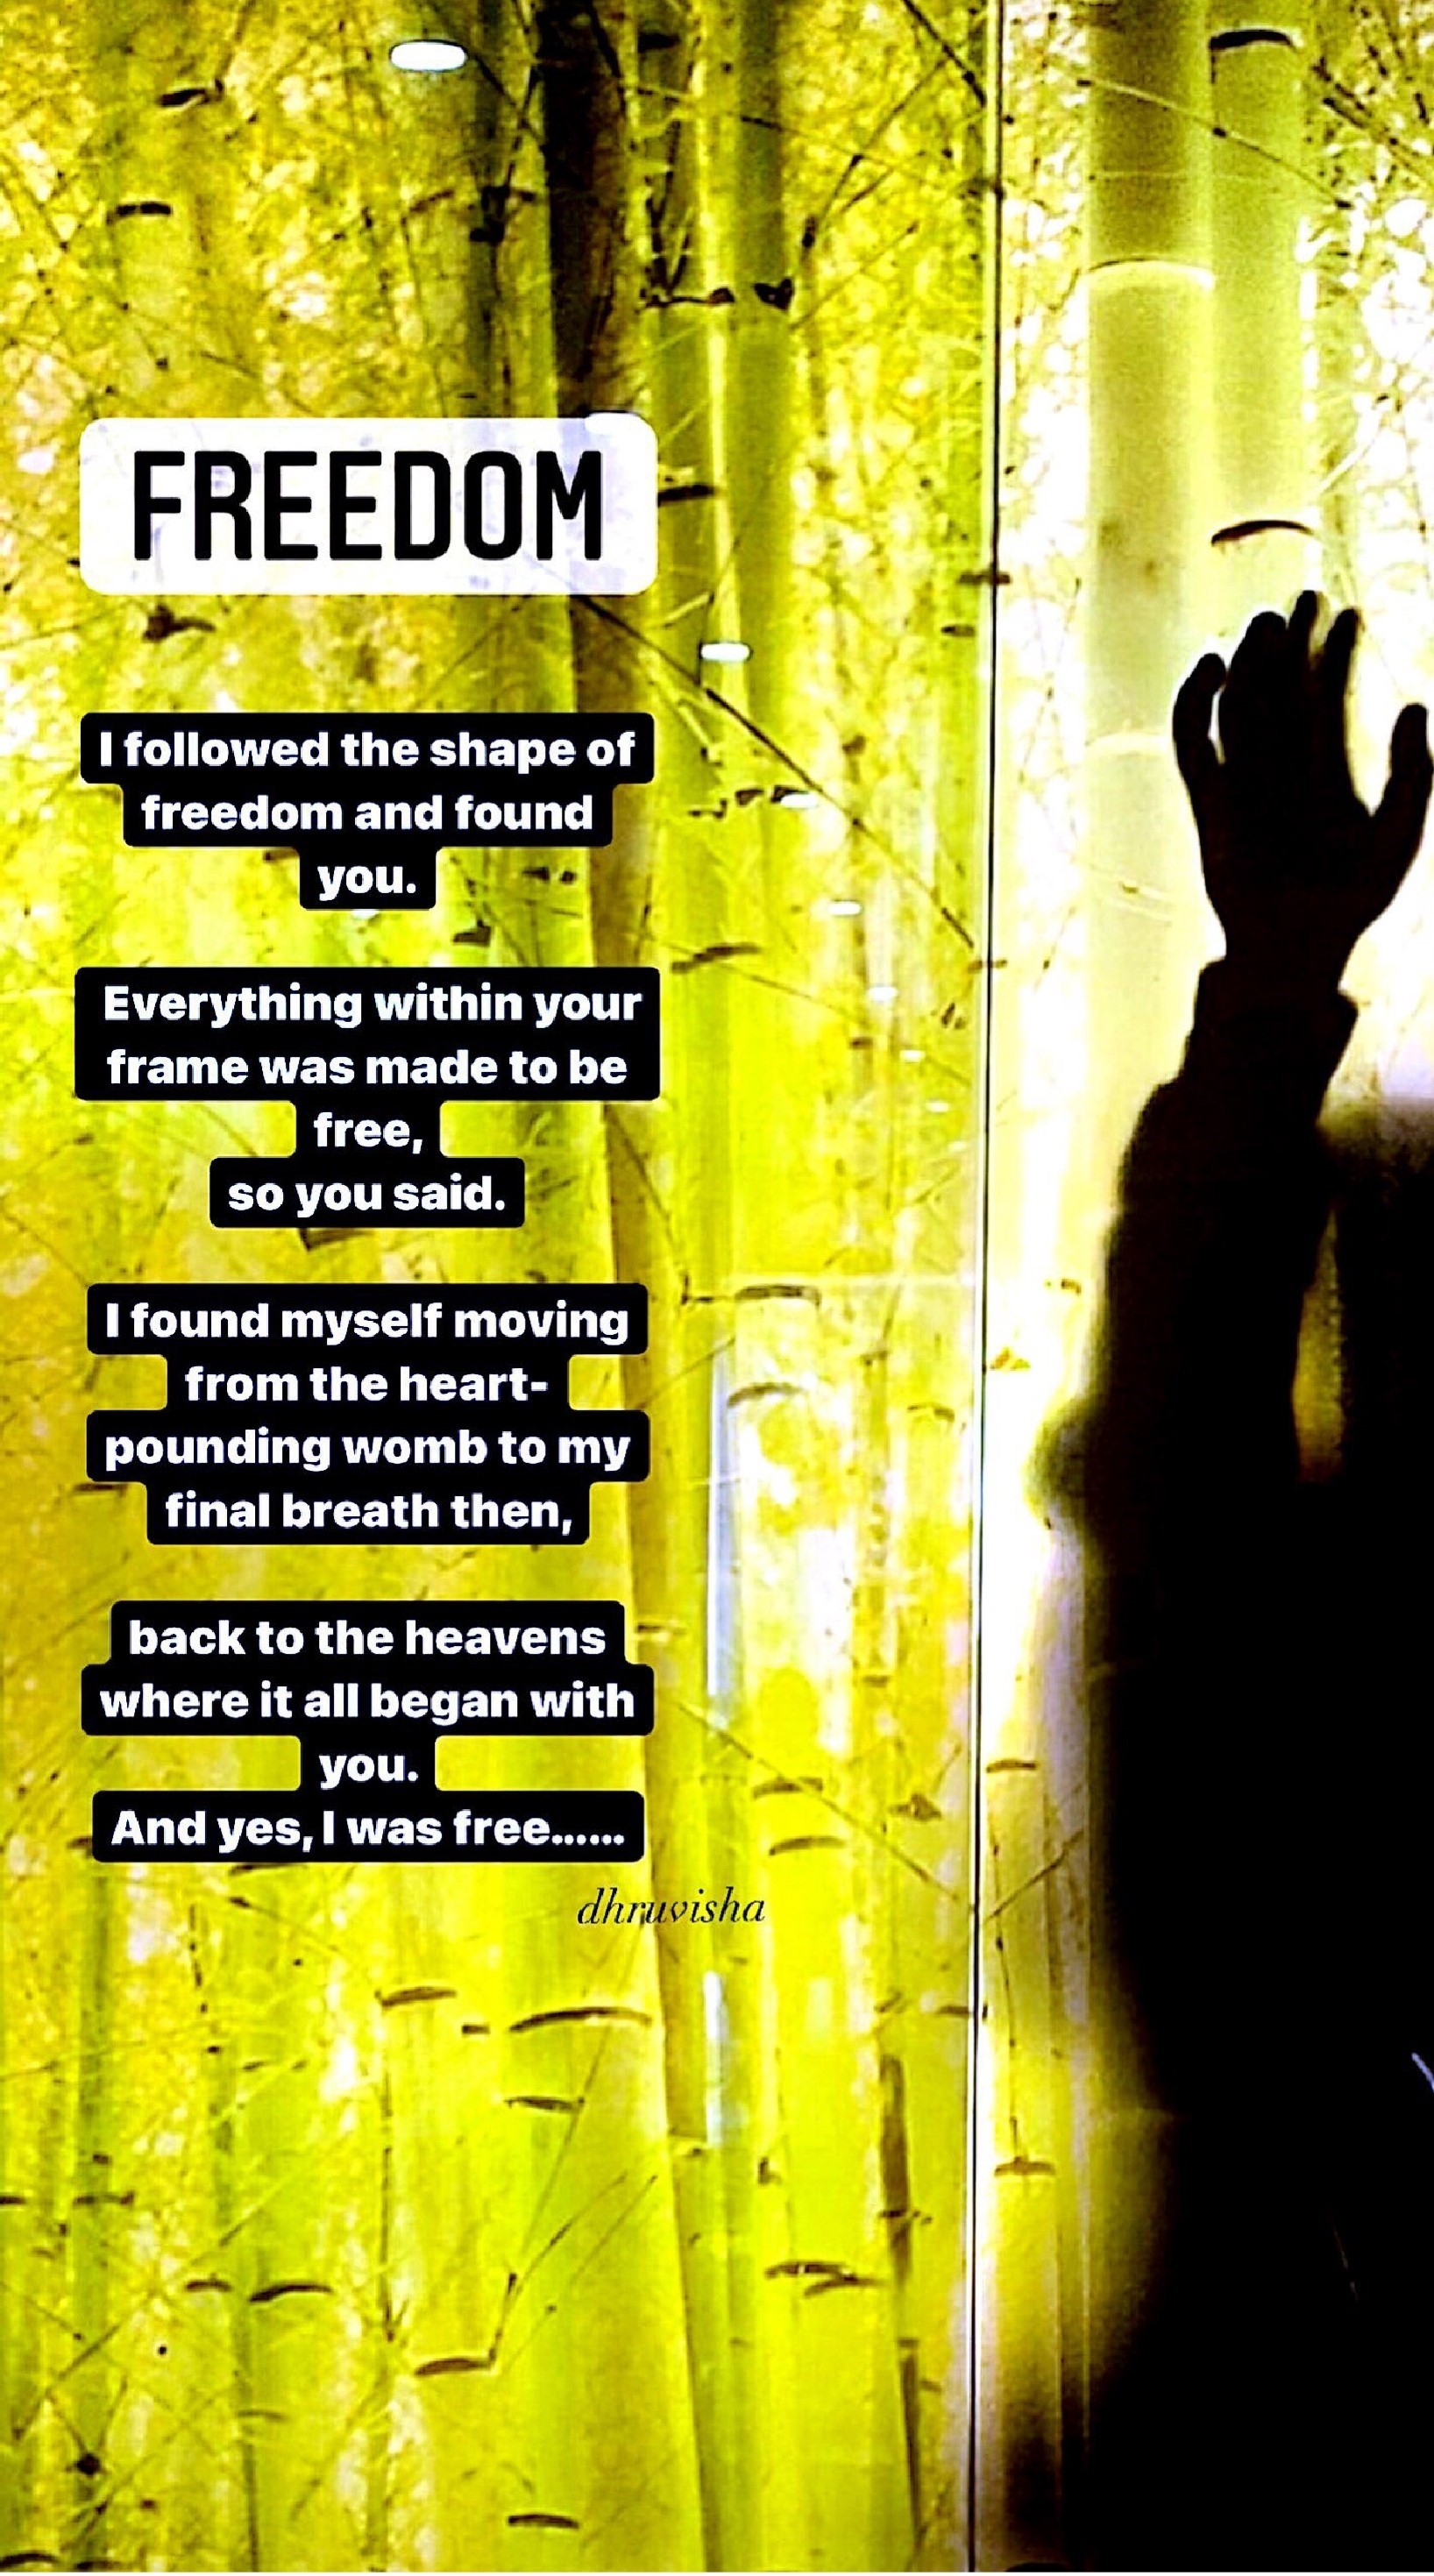 FREEDOM
I followed the shape of
freedom and found
you.
Everything within your
frame was made to be
free,
so you said.
I found myself moving
from the heart-
pounding womb to my
final breath then,
back to the heavens
where it all began with
you.
And yes, I was free......
dhruvisha